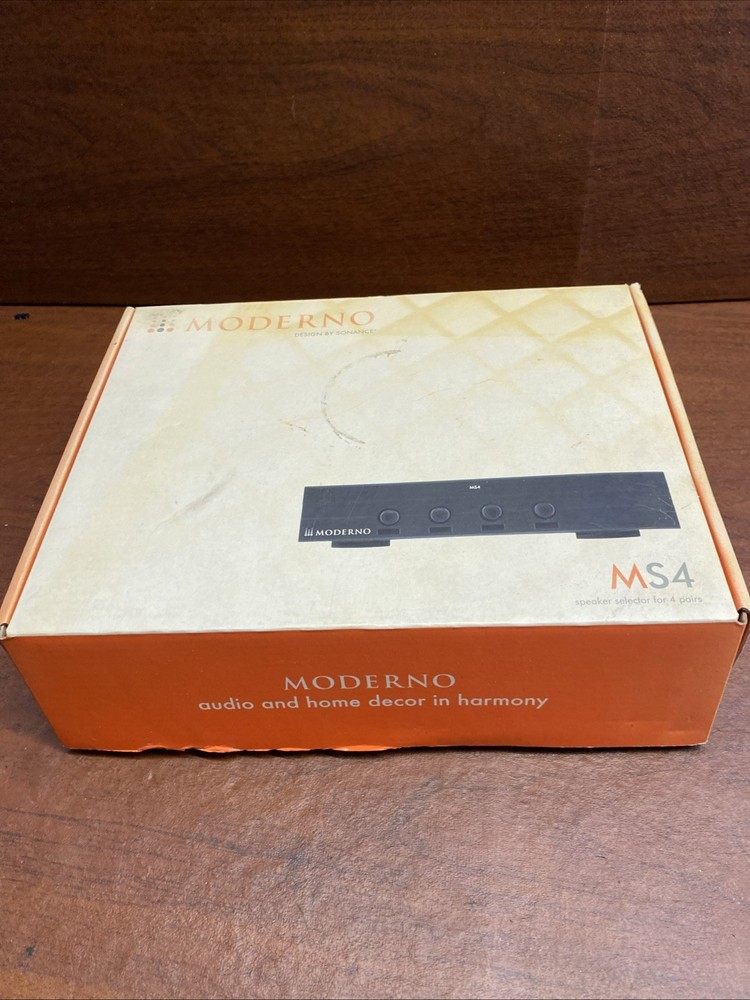 MODERNO
DESIGN BY SONANCE
MS4
MODERNO
MS4
speaker selector for 4 pairs
MODERNO
audio and home decor in harmony